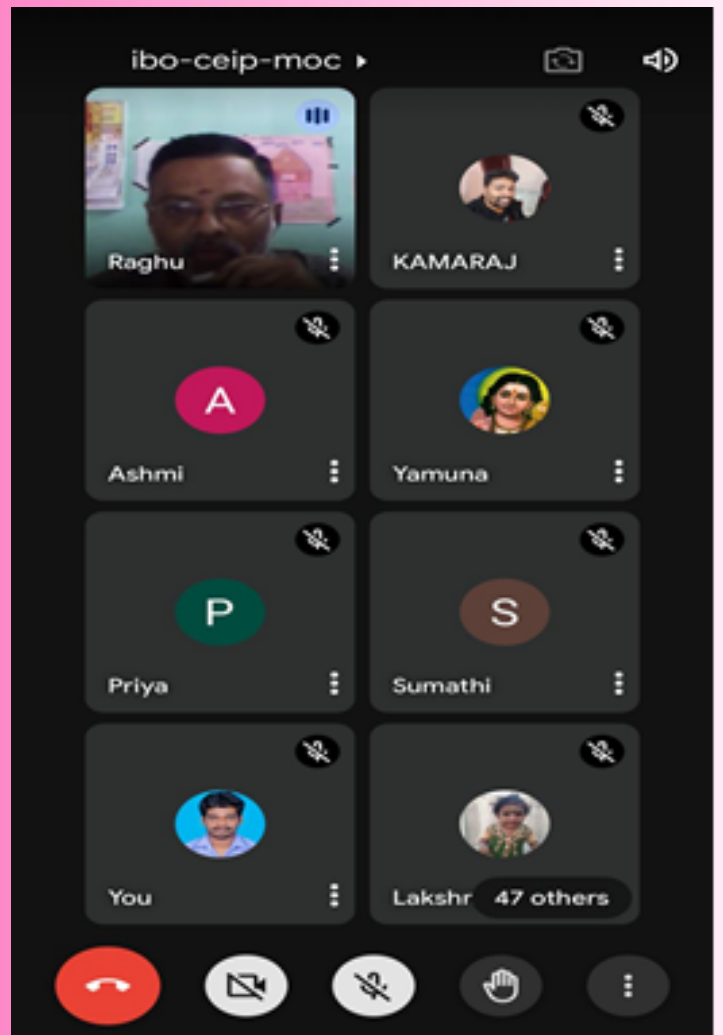 ibo-ceip-moc
Raghu
KAMARAJ
A
Ashmi
Yamuna
P
Priya
S
Sumathi
You
Lakshr 47 others